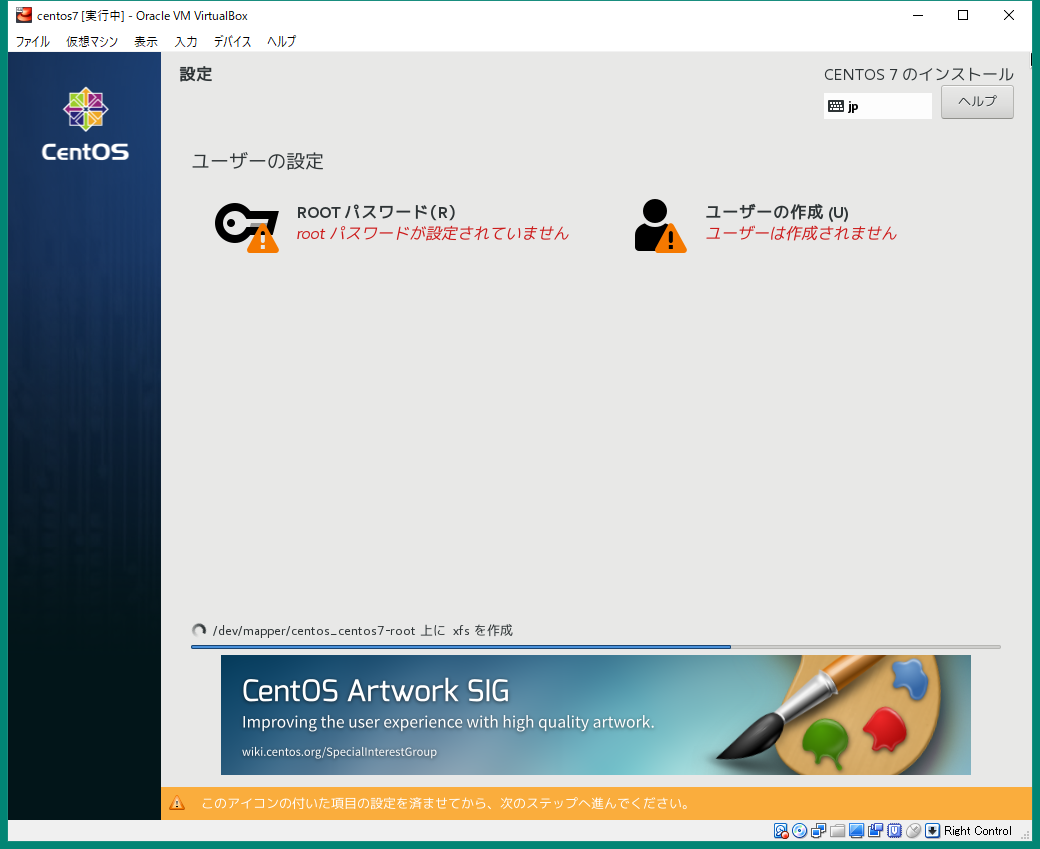 centos7 [実行中] - Oracle VM VirtualBox
ファイル 仮想マシン 表示 入力 デバイス ヘルプ
設定
CENTOS 7 のインストール
jp
ヘルプ
CentOS
ユーザーの設定
ROOT パスワード(R)
root パスワードが設定されていません
ユーザーの作成 (U)
ユーザーは作成されません
/dev/mapper/centos_centos7-root 上に xfs を作成
CentOS Artwork SIG
Improving the user experience with high quality artwork.
wiki.centos.org/SpecialInterestGroup
このアイコンの付いた項目の設定を済ませてから、次のステップへ進んでください。
Right Control